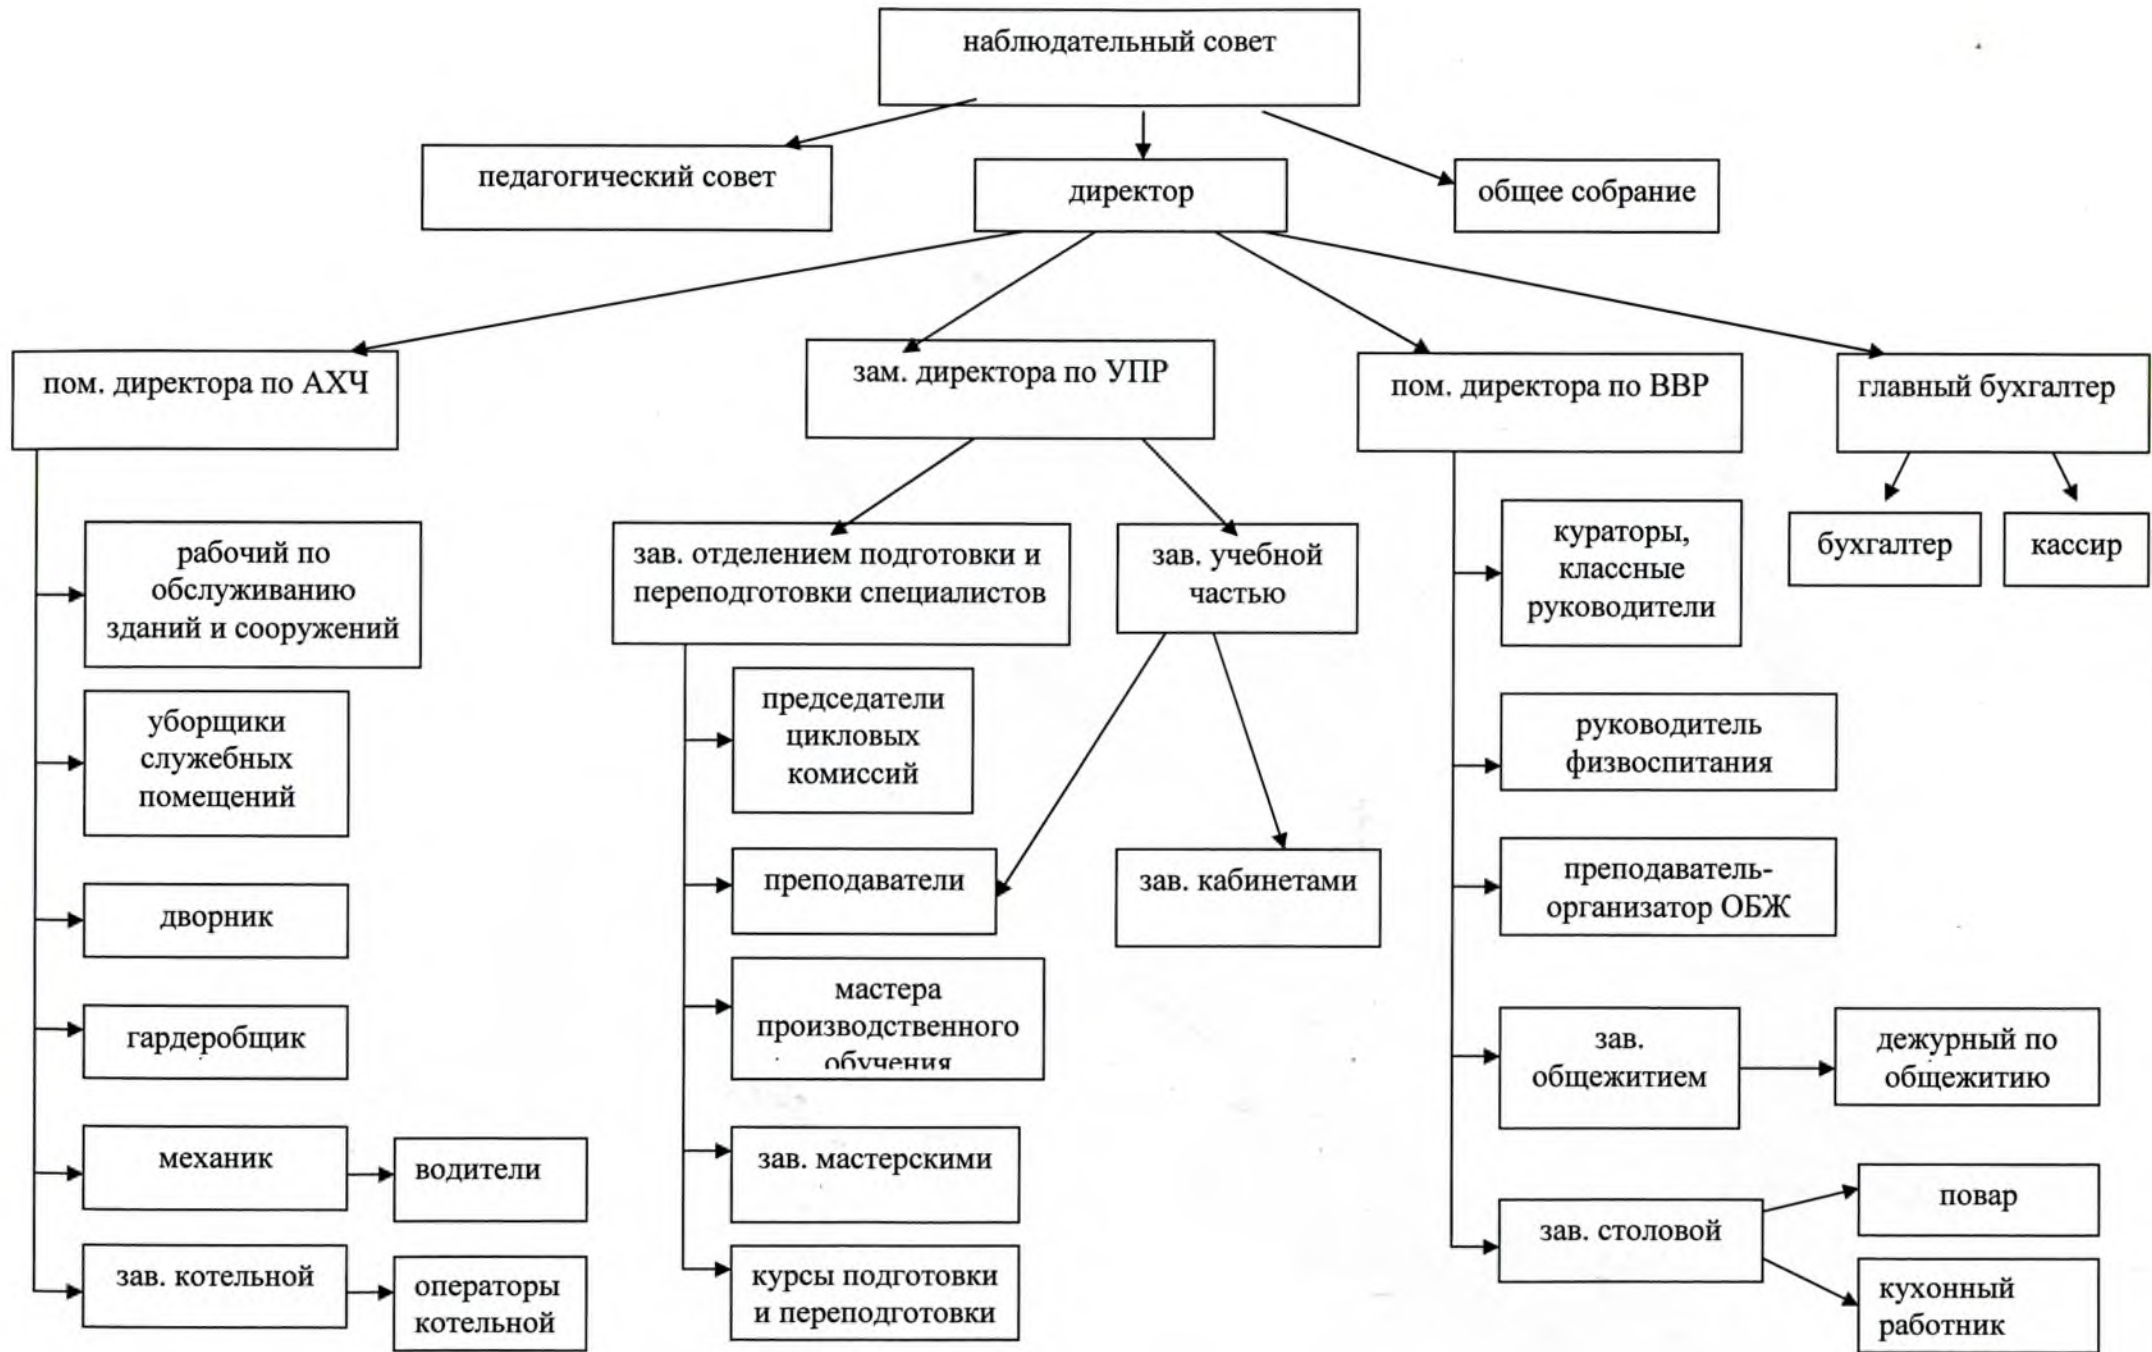 наблюдательный совет
педагогический совет
директор
общее собрание
пом. директора по АХЧ
зам. директора по УПР
пом. директора по ВВР
главный бухгалтер
рабочий по
обслуживанию
зданий и сооружений
уборщики
служебных
помещений
дворник
гардеробщик
механик
водители
зав. котельной
операторы
котельной
зав. отделением подготовки и
переподготовки специалистов
зав. учебной
частью
председатели
цикловых
комиссий
преподаватели
зав. кабинетами
мастера
производственного
обучения
зав. мастерскими
курсы подготовки
и переподготовки
кураторы,
классные
руководители
руководитель
физвоспитания
преподаватель-
организатор ОБЖ
зав.
общежитием
дежурный по
общежитию
зав. столовой
повар
кухонный
работник
бухгалтер
кассир